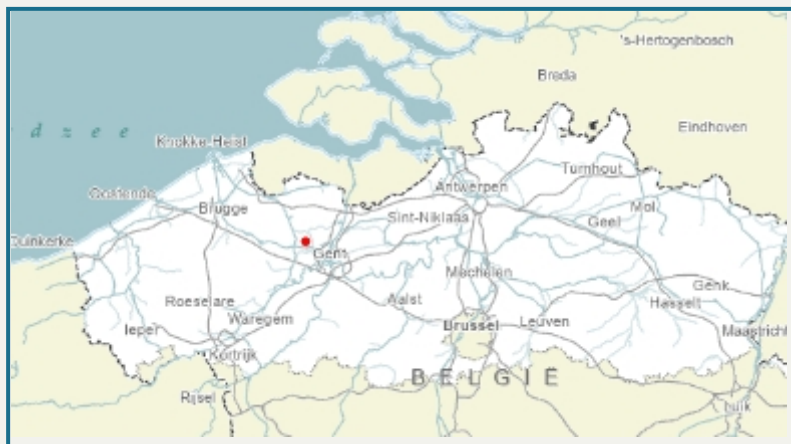 's-Hertogenbosch
Breda
Eindhoven
d z e e
Knokke-Heist
Turnhout
Antwerpen
Oostende
Brugge
Mol
Sint-Niklaas
Geel
Duinkerke
Gent
Mechelen
Genk
Roeselare
Aalst
Hasselt
Waregem
Ieper
Brussel
Leuven
Maastricht
Kortrijk
BELGIË
Rijsel
Luik